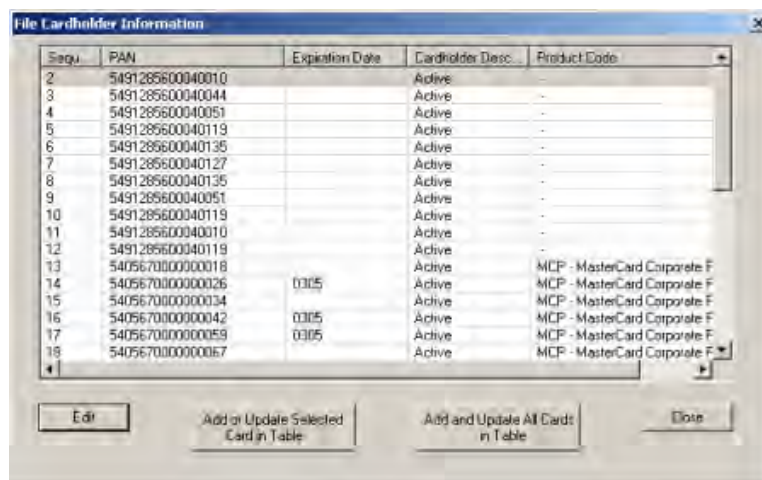 File Cardholder Information
Sequ... PAN Expiration Date Cardholder Desc... Product Code
2 5491285600040010 Active -
3 5491285600040044 Active -
4 5491285600040051 Active -
5 5491285600040119 Active -
6 5491285600040135 Active -
7 5491285600040127 Active -
8 5491285600040135 Active -
9 5491285600040051 Active -
10 5491285600040119 Active -
11 5491285600040010 Active -
12 5491285600040119 Active -
13 5405670000000018 Active MCP - MasterCard Corporate F
14 5405670000000026 0305 Active MCP - MasterCard Corporate F
15 5405670000000034 Active MCP - MasterCard Corporate F
16 5405670000000042 0305 Active MCP - MasterCard Corporate F
17 5405670000000059 0305 Active MCP - MasterCard Corporate F
18 5405670000000067 Active MCP - MasterCard Corporate F
Edit
Add or Update Selected
Card in Table
Add and Update All Cards
in Table
Close